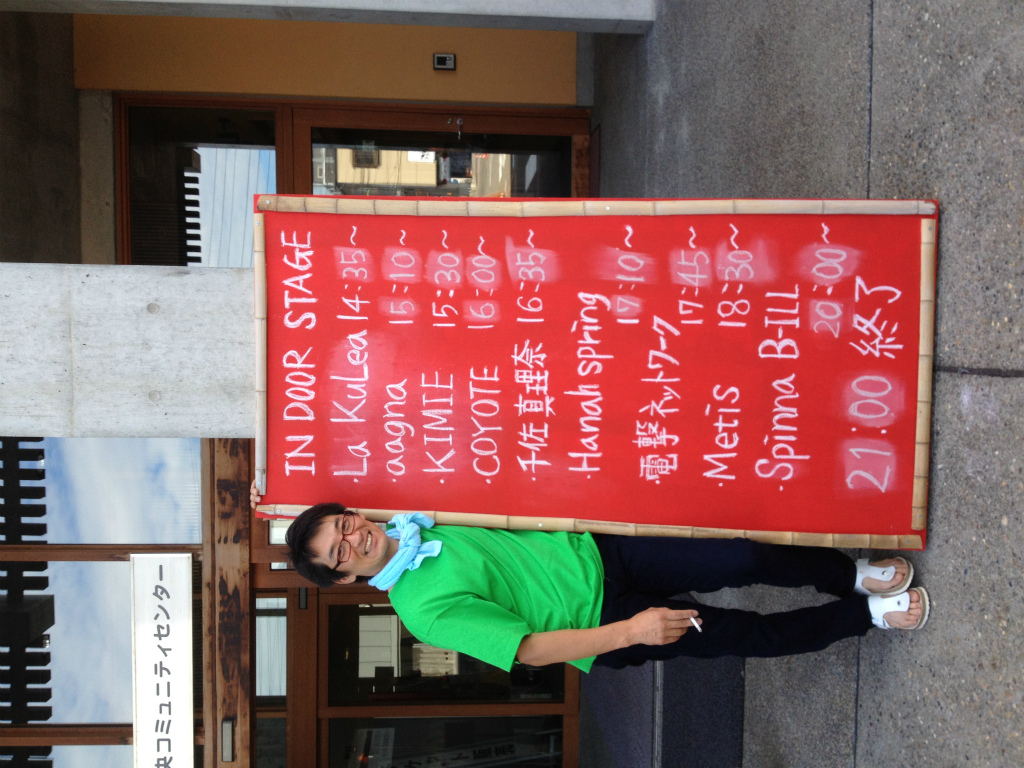 IN DOOR STAGE
・La KuLea 14:35〜
・aagna 15:10〜
・KIMIE 15:30〜
・COYOTE 16:00〜
・千佐真理奈 16:35〜
・Hanah spring 17:10〜
・電撃ネットワーク 17:45〜
・Metis 18:30〜
・Spinna B-ILL 20:00〜
21:00 終了
央コミュニティセンター